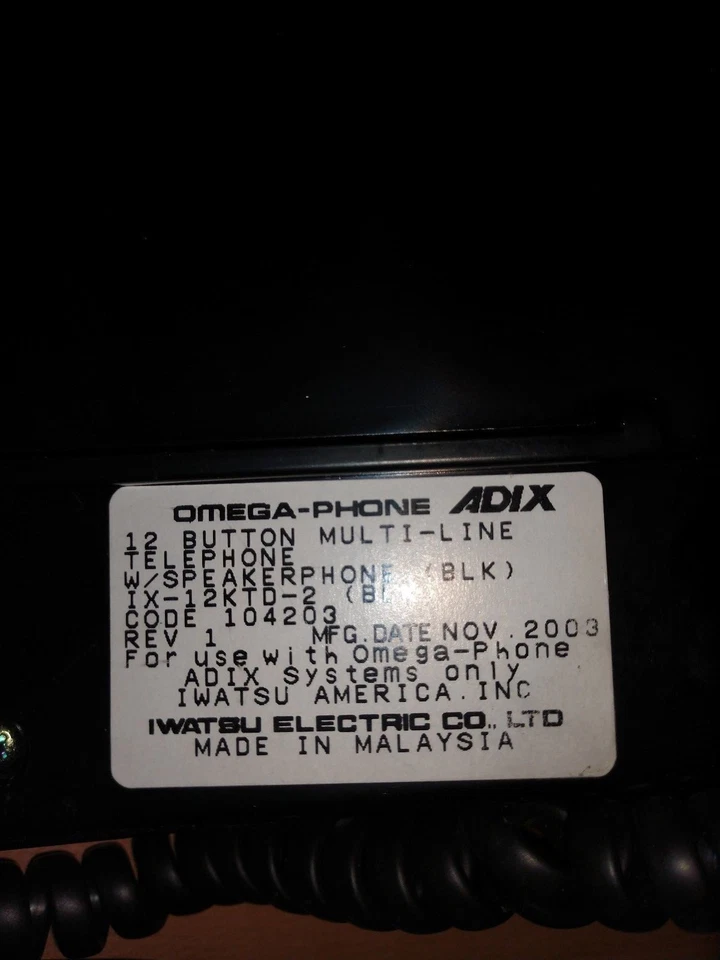 OMEGA-PHONE ADIX
12 BUTTON MULTI-LINE
TELEPHONE
W/SPEAKERPHONE (BLK)
IX-12KTD-2 (BL
CODE 104203
REV 1 MFG.DATE NOV.2003
For use with Omega-Phone
ADIX Systems only
IWATSU AMERICA.INC
IWATSU ELECTRIC CO., LTD
MADE IN MALAYSIA